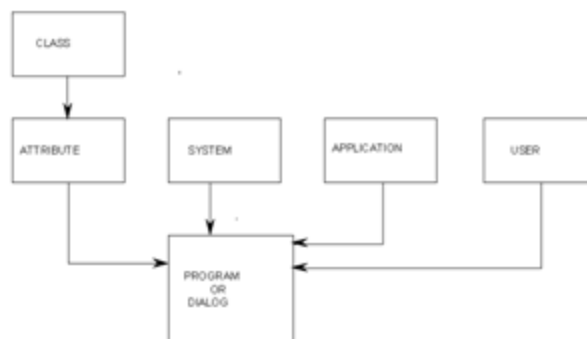 CLASS
ATTRIBUTE
SYSTEM
APPLICATION
USER
PROGRAM
OR
DIALOG